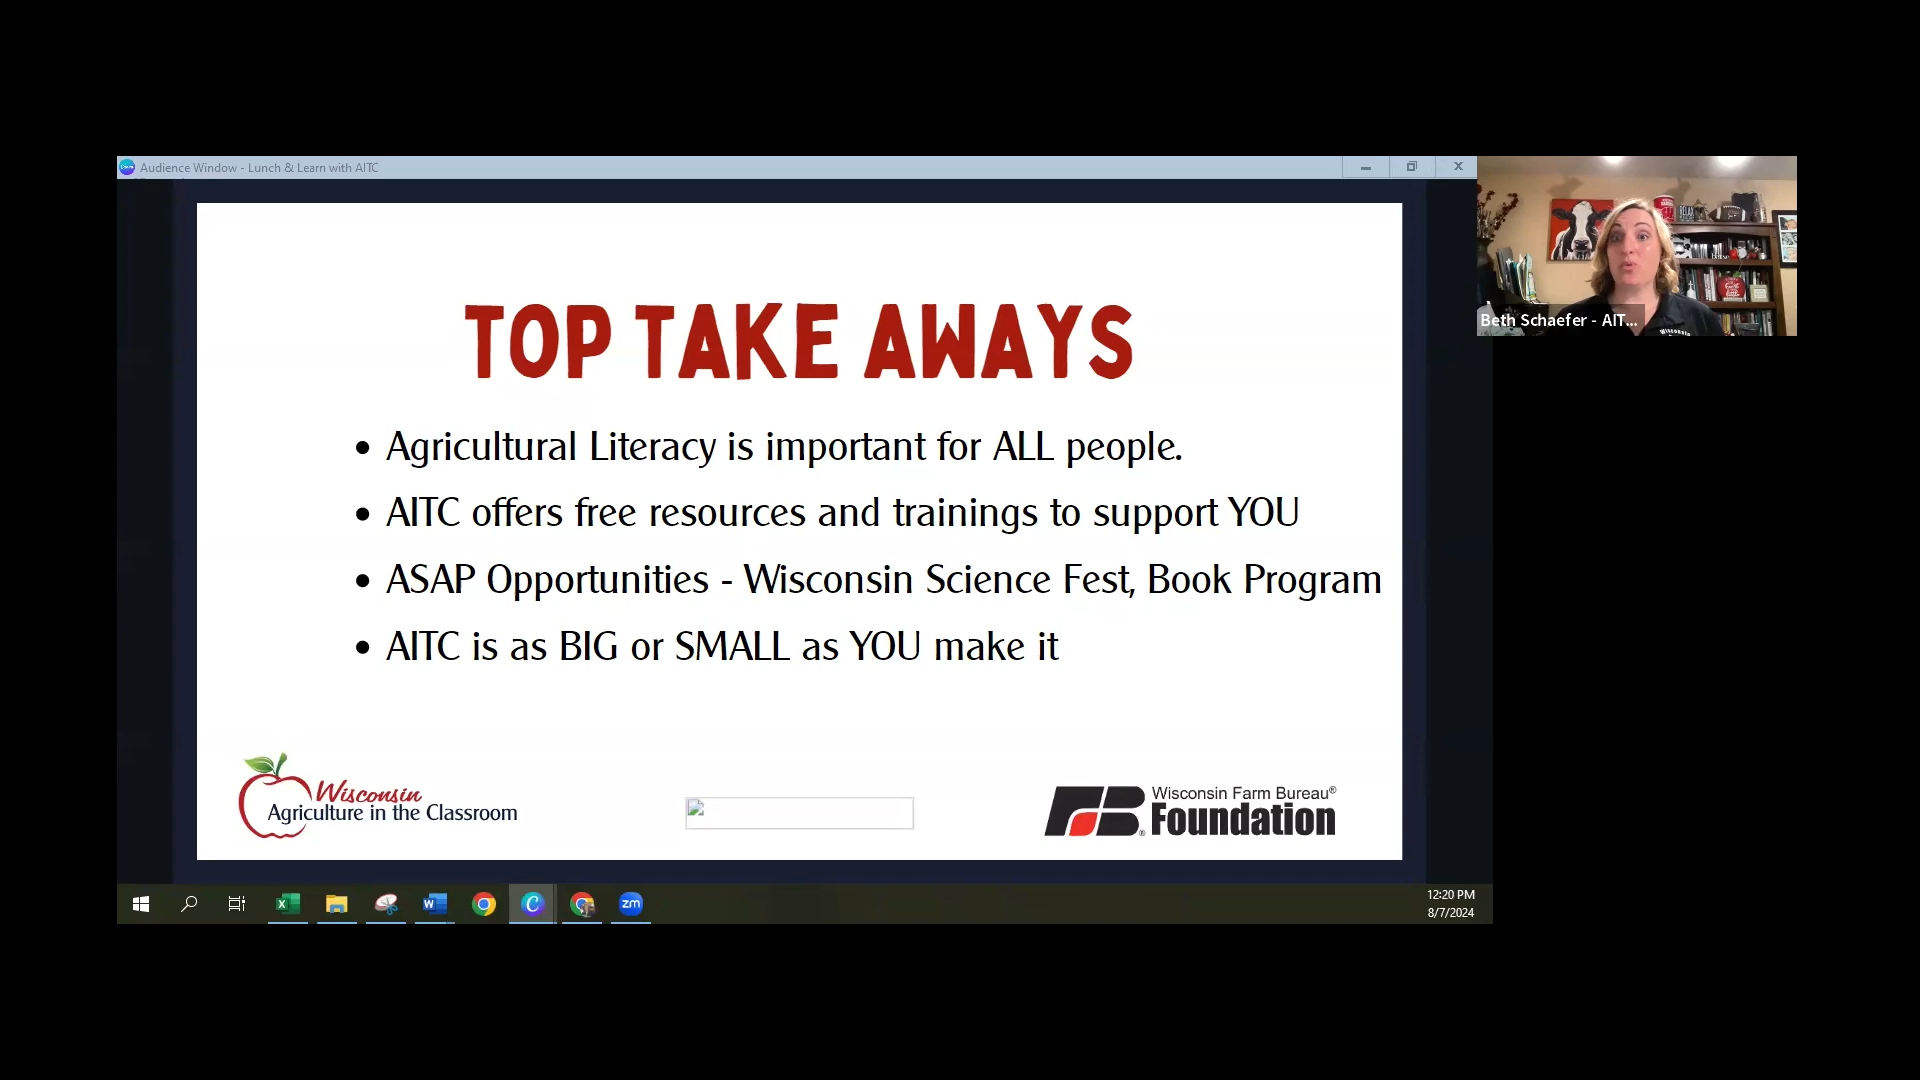 Audience Window - Lunch & Learn with AITC
TOP TAKE AWAYS
• Agricultural Literacy is important for ALL people.
• AITC offers free resources and trainings to support YOU
• ASAP Opportunities - Wisconsin Science Fest, Book Program
• AITC is as BIG or SMALL as YOU make it
Wisconsin
Agriculture in the Classroom
Wisconsin Farm Bureau®
Foundation
Beth Schaefer - AIT...
zm
12:20 PM
8/7/2024